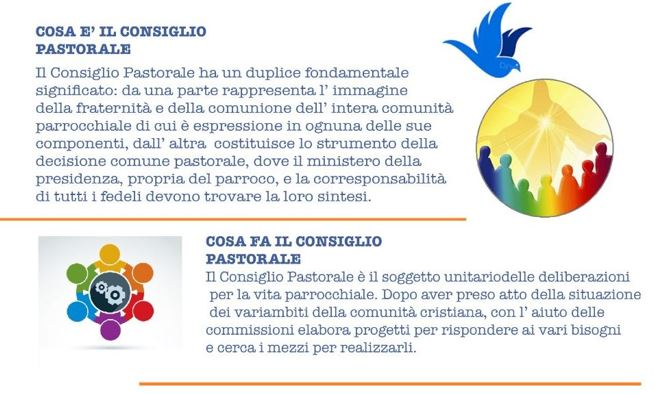 COSA E' IL CONSIGLIO
PASTORALE
Il Consiglio Pastorale ha un duplice fondamentale
significato: da una parte rappresenta l' immagine
della fraternità e della comunione dell' intera comunità
parrocchiale di cui è espressione in ognuna delle sue
componenti, dall' altra costituisce lo strumento della
decisione comune pastorale, dove il ministero della
presidenza, propria del parroco, e la corresponsabilità
di tutti i fedeli devono trovare la loro sintesi.
COSA FA IL CONSIGLIO
PASTORALE
Il Consiglio Pastorale è il soggetto unitariodelle deliberazioni
per la vita parrocchiale. Dopo aver preso atto della situazione
dei variambiti della comunità cristiana, con l' aiuto delle
commissioni elabora progetti per rispondere ai vari bisogni
e cerca i mezzi per realizzarli.